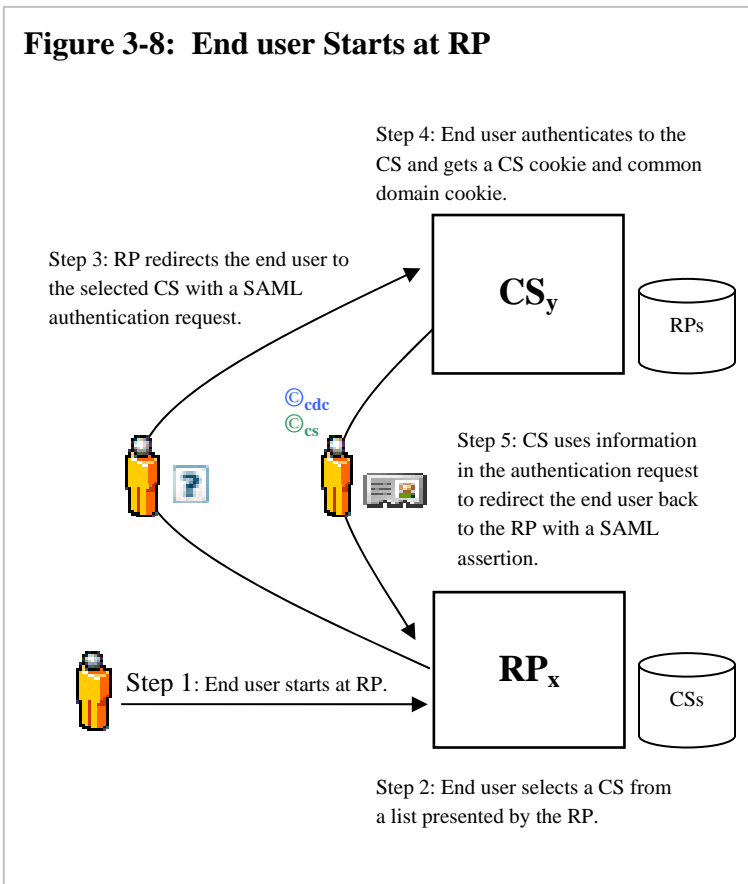 Figure 3-8: End user Starts at RP
Step 4: End user authenticates to the
CS and gets a CS cookie and common
domain cookie.
Step 3: RP redirects the end user to
the selected CS with a SAML
authentication request.
CSy
RPs
©cdc
©cs
?
Step 5: CS uses information
in the authentication request
to redirect the end user back
to the RP with a SAML
assertion.
Step 1: End user starts at RP.
RPx
CSs
Step 2: End user selects a CS from
a list presented by the RP.